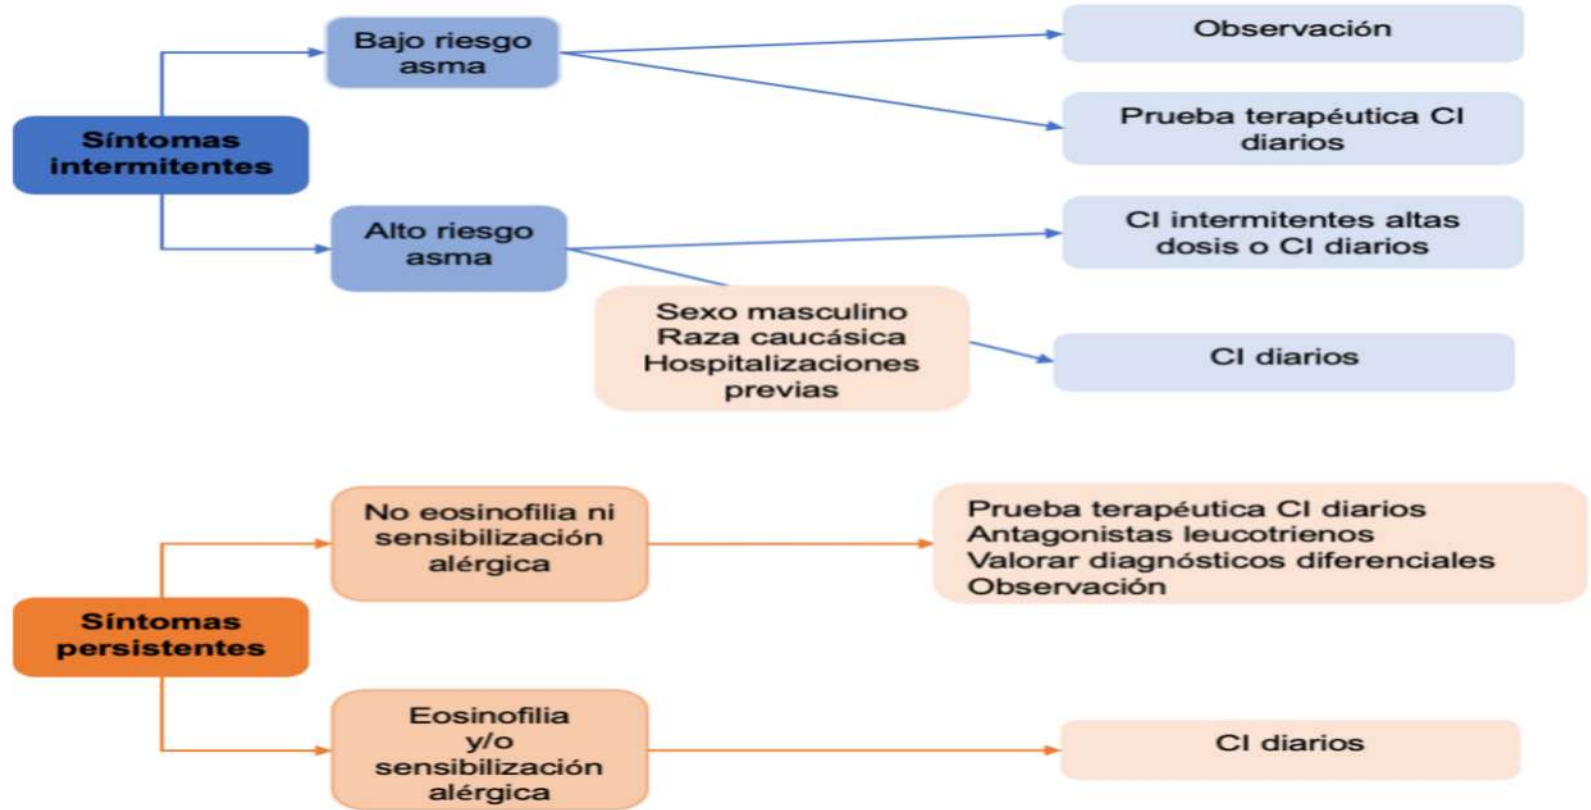 Síntomas
intermitentes
Bajo riesgo
asma
Observación
Prueba terapéutica CI
diarios
Alto riesgo
asma
CI intermitentes altas
dosis o CI diarios
Sexo masculino
Raza caucásica
Hospitalizaciones
previas
CI diarios
Síntomas
persistentes
No eosinofilia ni
sensibilización
alérgica
Prueba terapéutica CI diarios
Antagonistas leucotrienos
Valorar diagnósticos diferenciales
Observación
Eosinofilia
y/o
sensibilización
alérgica
CI diarios